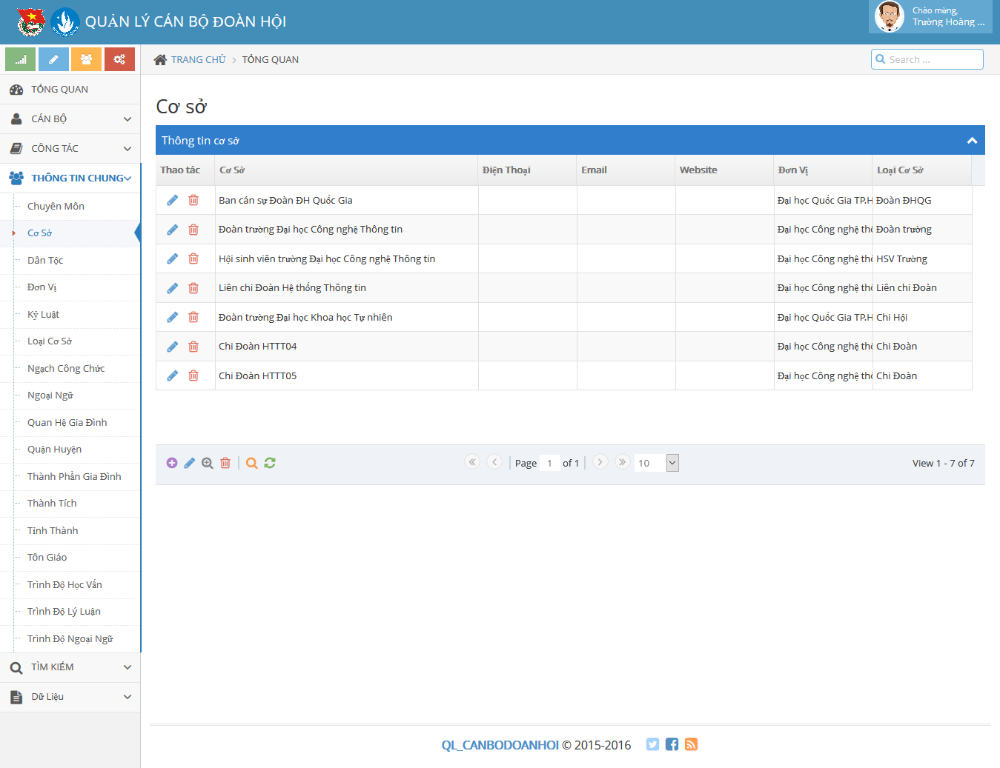 QUẢN LÝ CÁN BỘ ĐOÀN HỘI
Chào mừng,
Trường Hoàng ...
TRANG CHỦ
TỔNG QUAN
Search ...
TỔNG QUAN
CÁN BỘ
CÔNG TÁC
THÔNG TIN CHUNG
Chuyên Môn
Cơ Sở
Dân Tộc
Đơn Vị
Kỷ Luật
Loại Cơ Sở
Ngạch Công Chức
Ngoại Ngữ
Quan Hệ Gia Đình
Quận Huyện
Thành Phần Gia Đình
Thành Tích
Tỉnh Thành
Tôn Giáo
Trình Độ Học Vấn
Trình Độ Lý Luận
Trình Độ Ngoại Ngữ
TÌM KIẾM
Dữ Liệu
Cơ sở
Thông tin cơ sở
Thao tác Cơ Sở Điện Thoại Email Website Đơn Vị Loại Cơ Sở
Ban cán sự Đoàn ĐH Quốc Gia Đại học Quốc Gia TP.H Đoàn ĐHQG
Đoàn trường Đại học Công nghệ Thông tin Đại học Công nghệ thô Đoàn trường
Hội sinh viên trường Đại học Công nghệ Thông tin Đại học Công nghệ thô HSV Trường
Liên chi Đoàn Hệ thống Thông tin Đại học Công nghệ thô Liên chi Đoàn
Đoàn trường Đại học Khoa học Tự nhiên Đại học Quốc Gia TP.H Chi Hội
Chi Đoàn HTTT04 Đại học Công nghệ thô Chi Đoàn
Chi Đoàn HTTT05 Đại học Công nghệ thô Chi Đoàn
Page 1 of 1 10 View 1 - 7 of 7
QL_CANBODOANHOI © 2015-2016